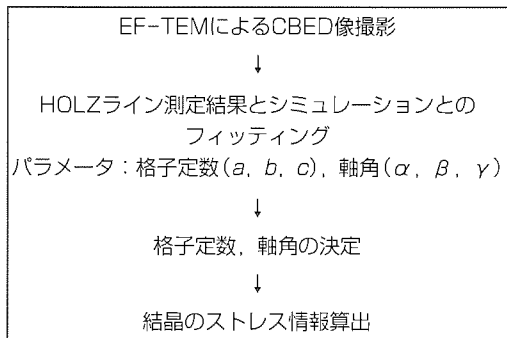 EF-TEMによるCBED像撮影
↓
HOLZライン測定結果とシミュレーションとの
フィッティング
パラメータ：格子定数(a, b, c), 軸角(α, β, γ)
↓
格子定数, 軸角の決定
↓
結晶のストレス情報算出